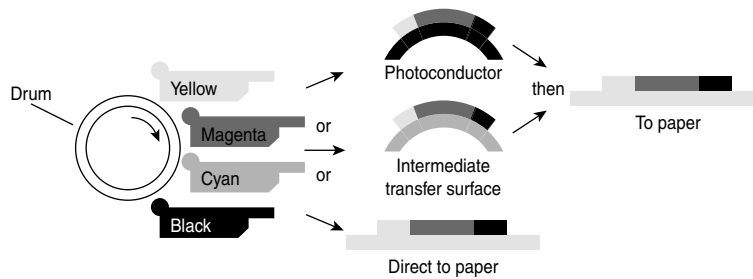 Drum
Yellow
Magenta
Cyan
Black
or
or
Photoconductor
Intermediate
transfer surface
Direct to paper
then
To paper